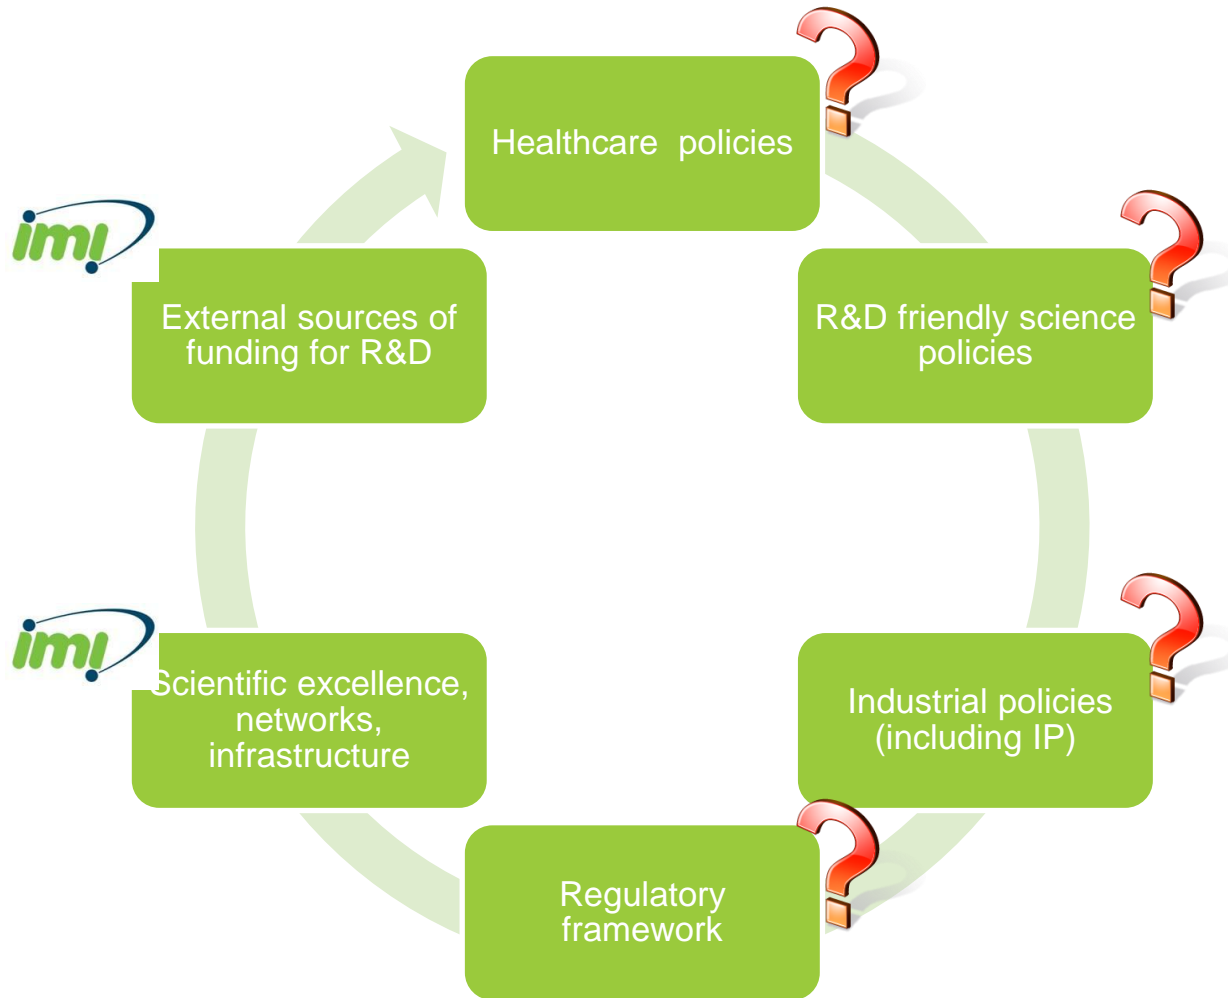 Healthcare  policies
imi
External sources of
funding for R&D
R&D friendly science
policies
imi
Scientific excellence,
networks,
infrastructure
Industrial policies
(including IP)
Regulatory
framework